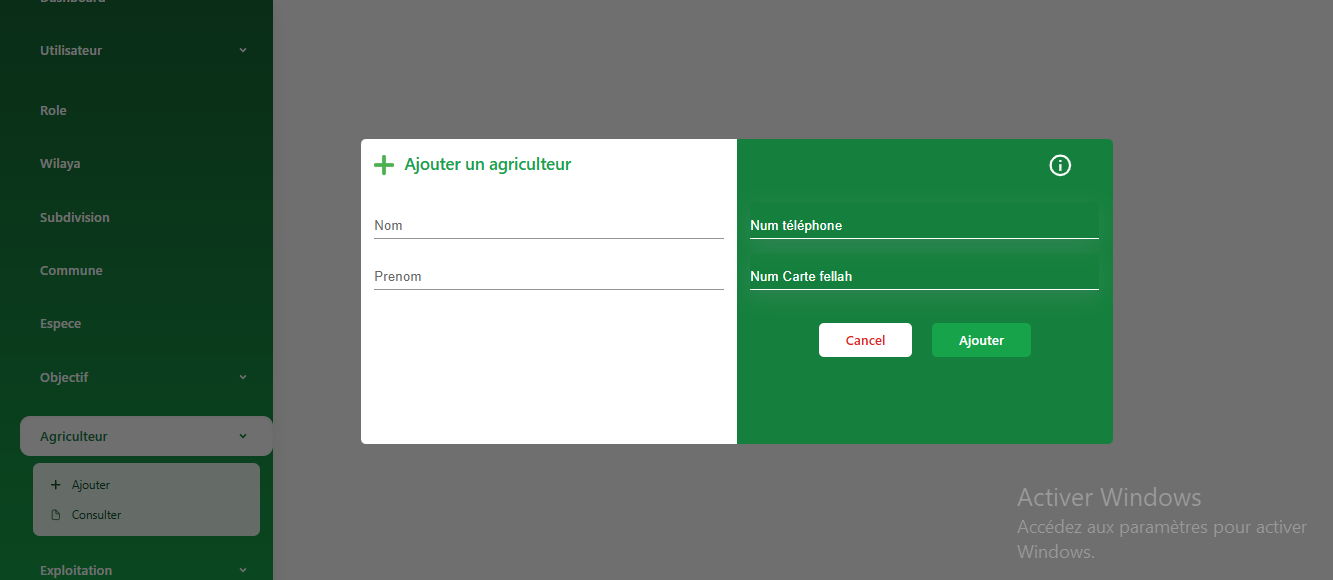 Dashboard
Utilisateur
Role
Wilaya
Subdivision
Commune
Espece
Objectif
Agriculteur
Ajouter
Consulter
Exploitation
Ajouter un agriculteur
Nom
Prenom
Num téléphone
Num Carte fellah
Cancel
Ajouter
Activer Windows
Accédez aux paramètres pour activer
Windows.